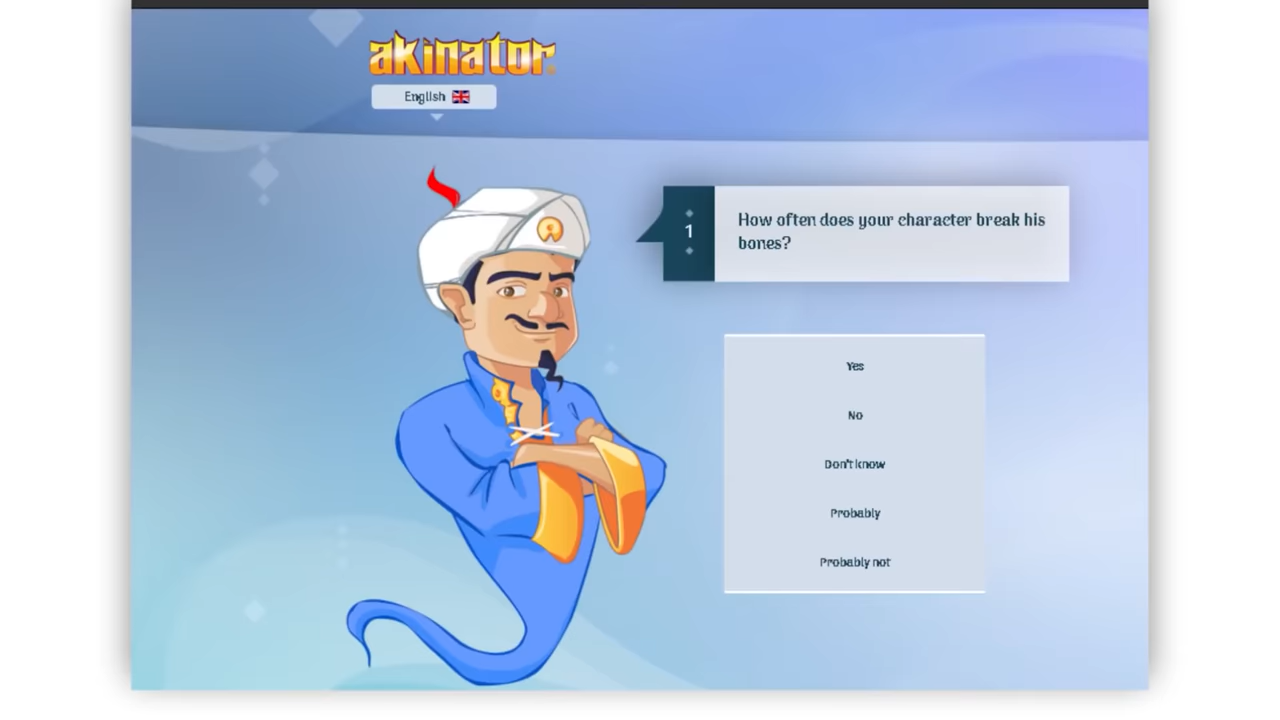 akinator
English
1
How often does your character break his
bones?
Yes
No
Don't know
Probably
Probably not